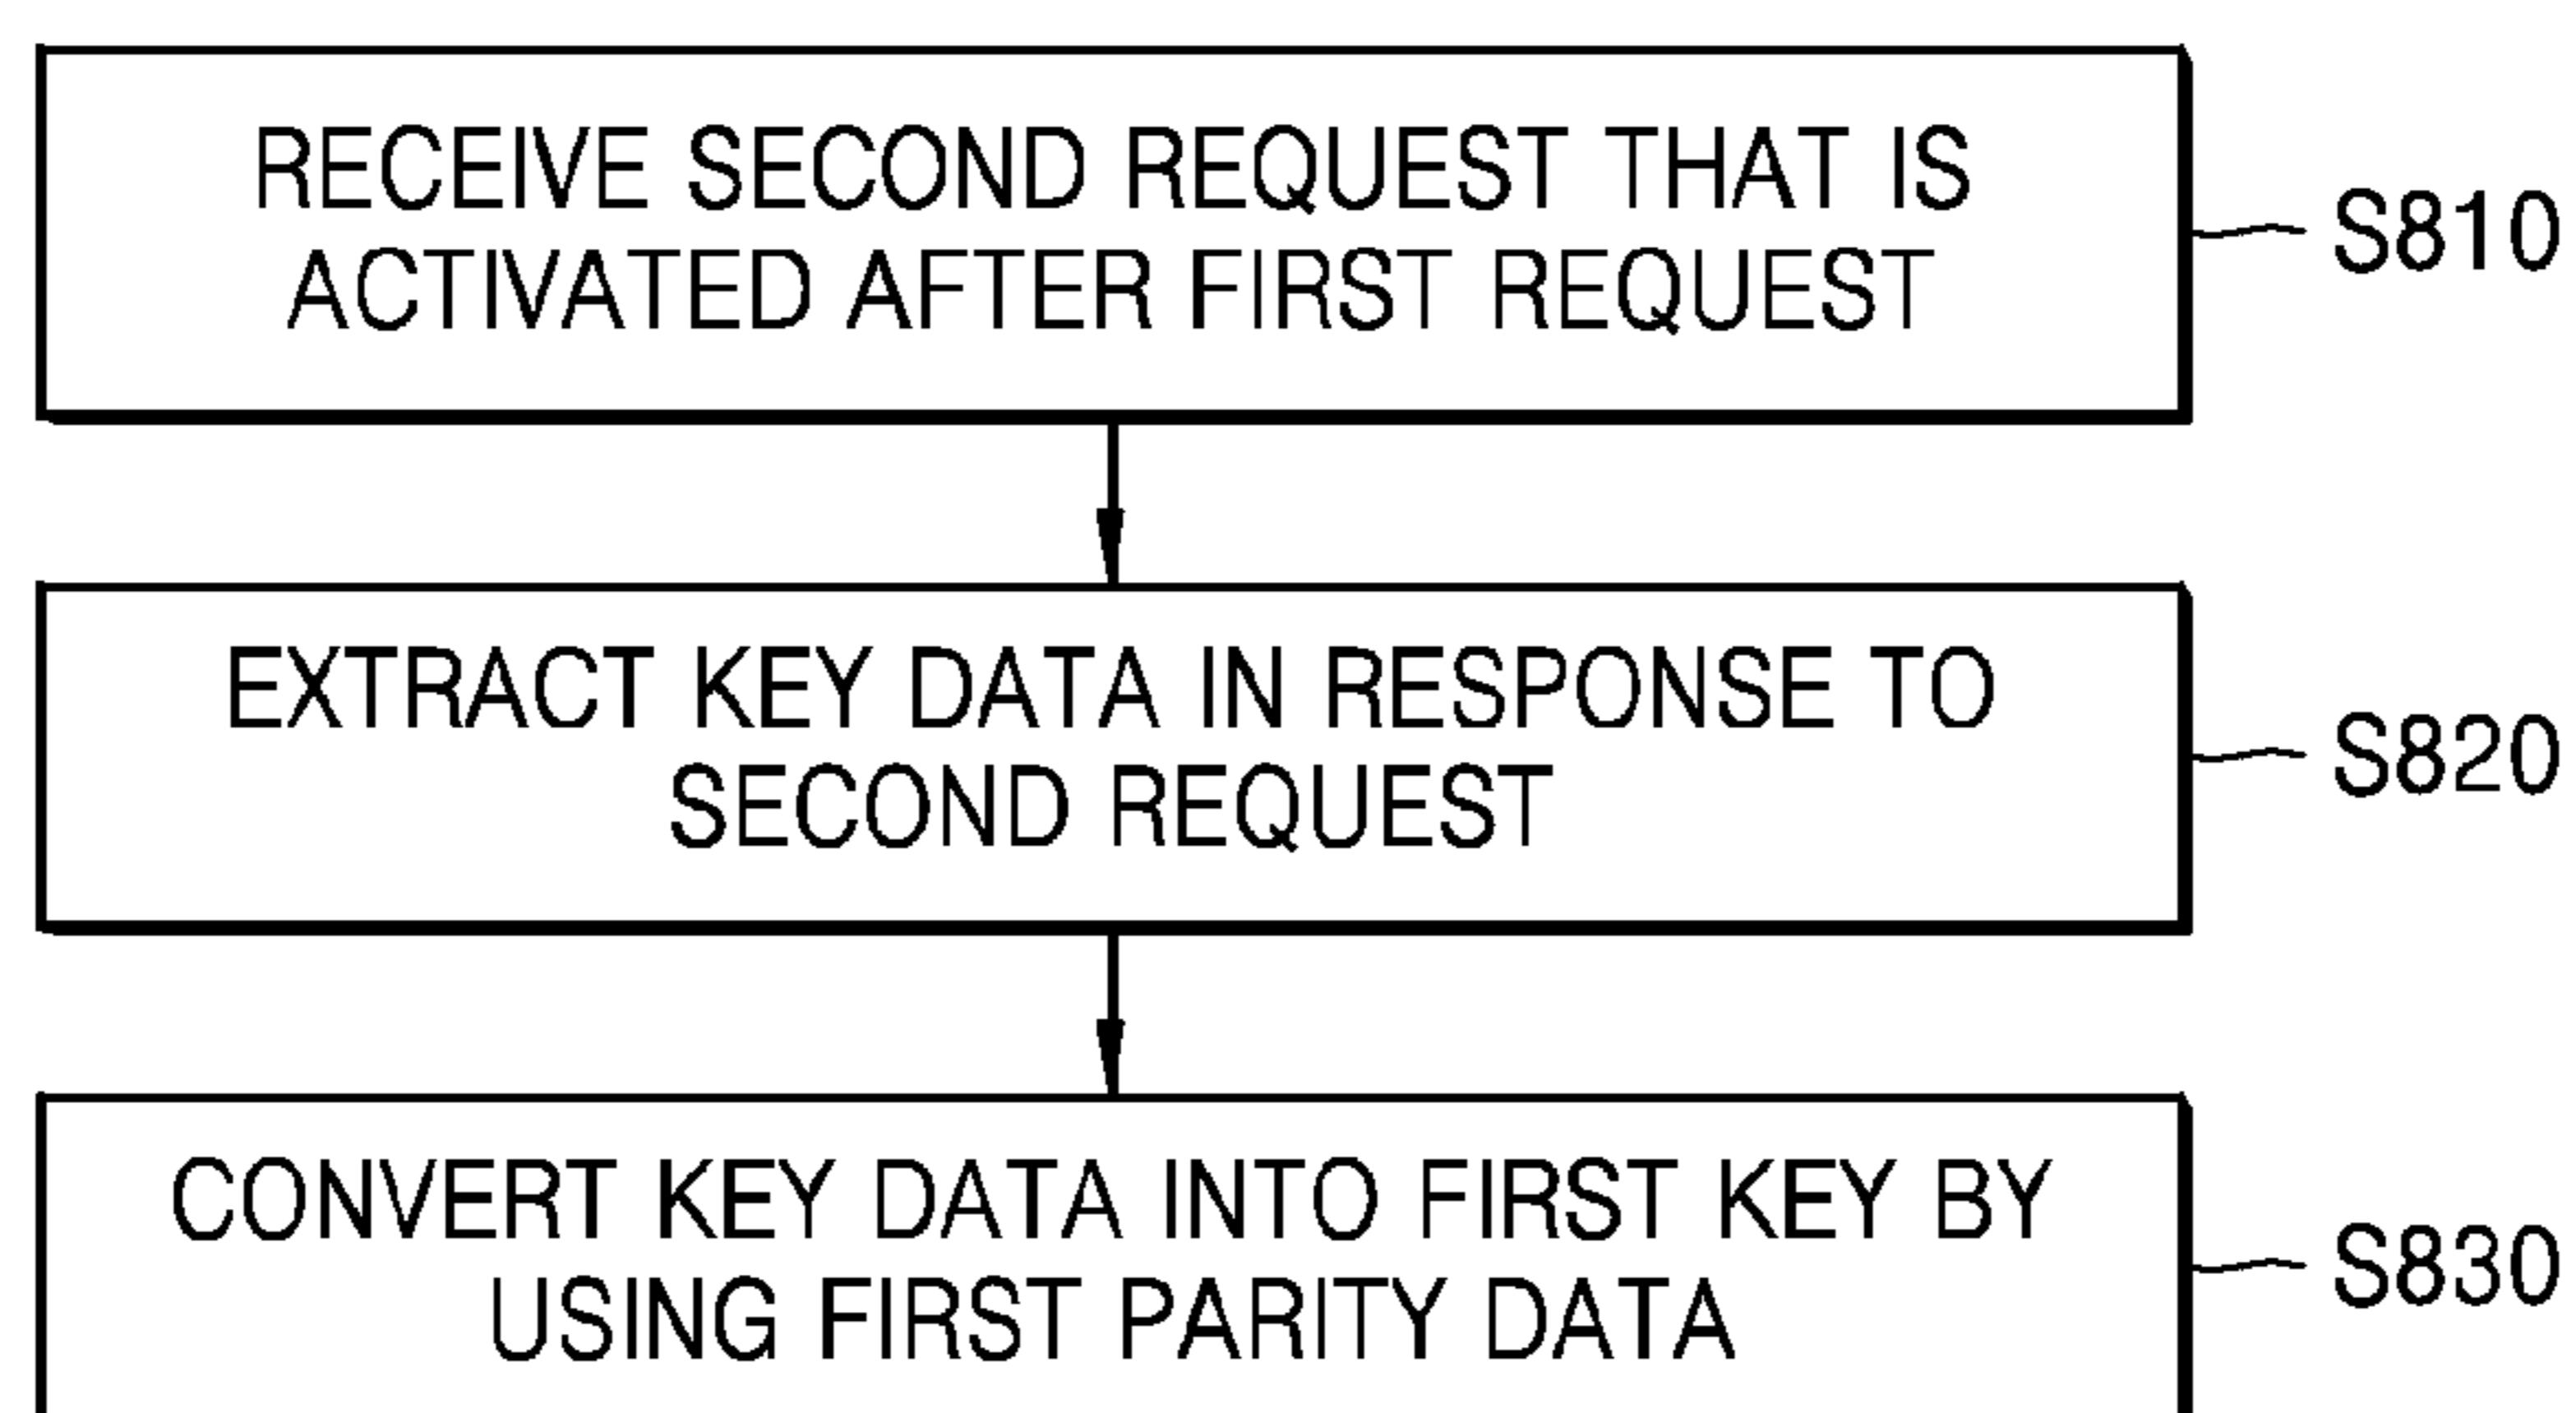 RECEIVE SECOND REQUEST THAT IS
ACTIVATED AFTER FIRST REQUEST
S810
EXTRACT KEY DATA IN RESPONSE TO
SECOND REQUEST
S820
CONVERT KEY DATA INTO FIRST KEY BY
USING FIRST PARITY DATA
S830